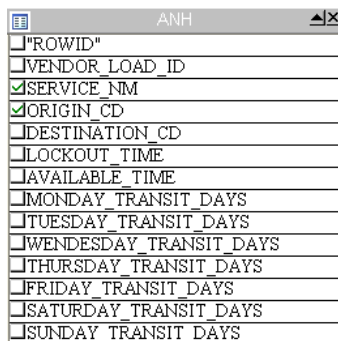 ANH
"ROWID"
VENDOR_LOAD_ID
SERVICE_NM
ORIGIN_CD
DESTINATION_CD
LOCKOUT_TIME
AVAILABLE_TIME
MONDAY_TRANSIT_DAYS
TUESDAY_TRANSIT_DAYS
WENDESDAY_TRANSIT_DAYS
THURSDAY_TRANSIT_DAYS
FRIDAY_TRANSIT_DAYS
SATURDAY_TRANSIT_DAYS
SUNDAY_TRANSIT_DAYS